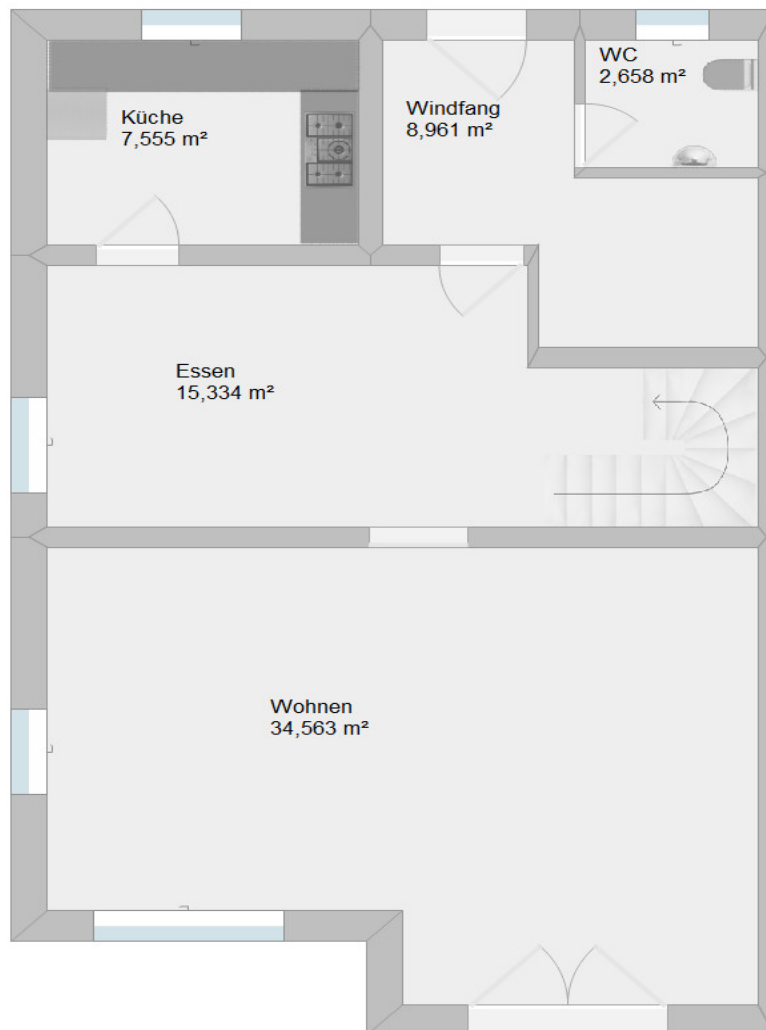 Küche
7,555 m²
Windfang
8,961 m²
WC
2,658 m²
Essen
15,334 m²
Wohnen
34,563 m²